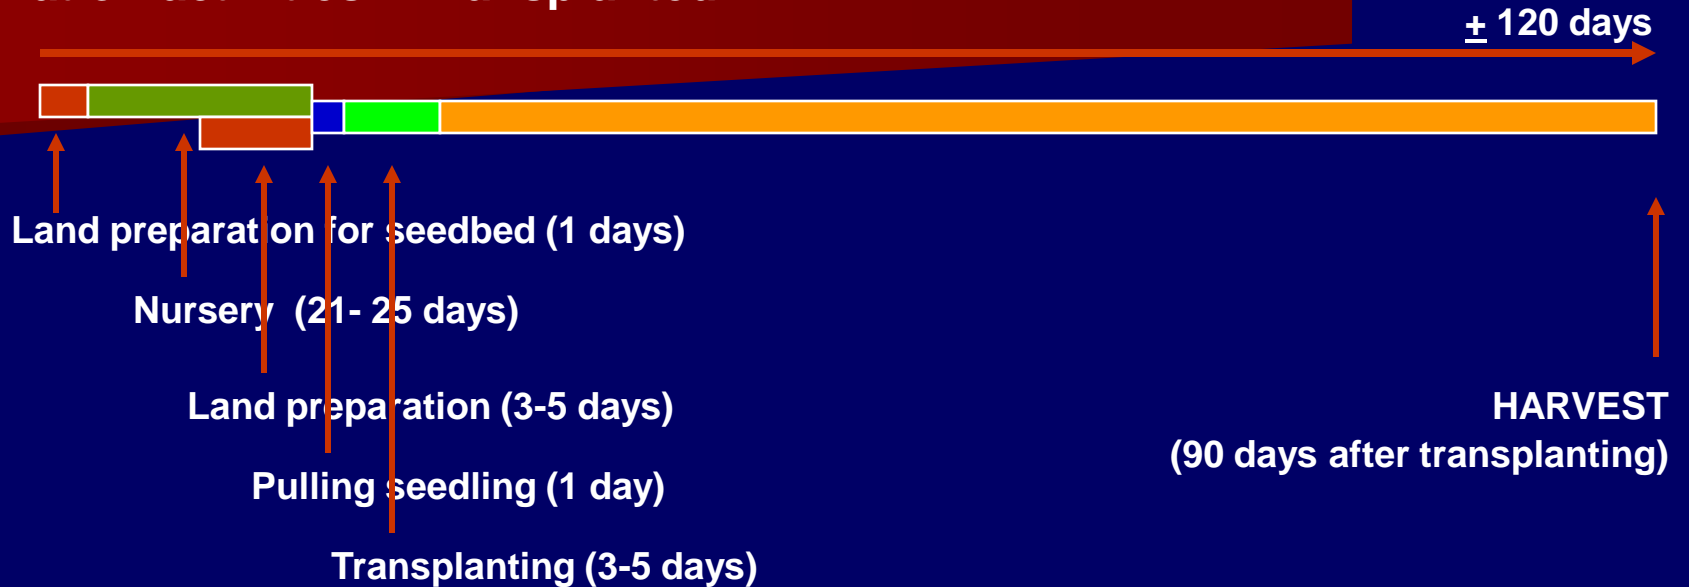 ± 120 days
Land preparation for seedbed (1 days)
Nursery (21- 25 days)
Land preparation (3-5 days)
HARVEST
(90 days after transplanting)
Pulling seedling (1 day)
Transplanting (3-5 days)